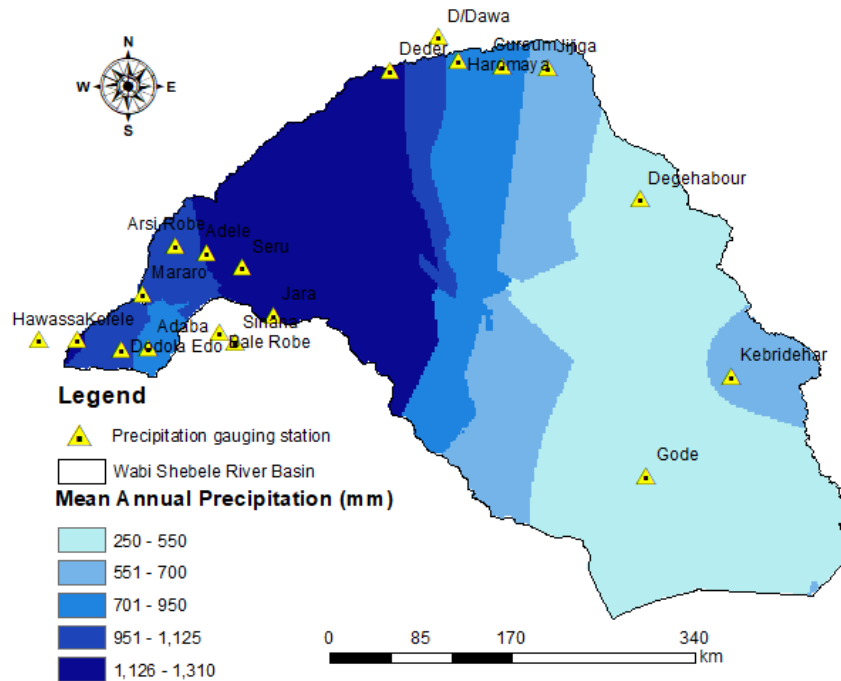 D/Dawa
Deder
Gursum
Jijiga
Haromaya
N
W
E
S
Degehabour
Arsi Robe
Adele
Seru
Mararo
Jara
Hawassa
Kofele
Adaba
Sinana
Dodola
Edo
Bale Robe
Kebridehar
Legend
Precipitation gauging station
Gode
Wabi Shebele River Basin
Mean Annual Precipitation (mm)
250 - 550
551 - 700
701 - 950
951 - 1,125
1,126 - 1,310
0 85 170 340
km